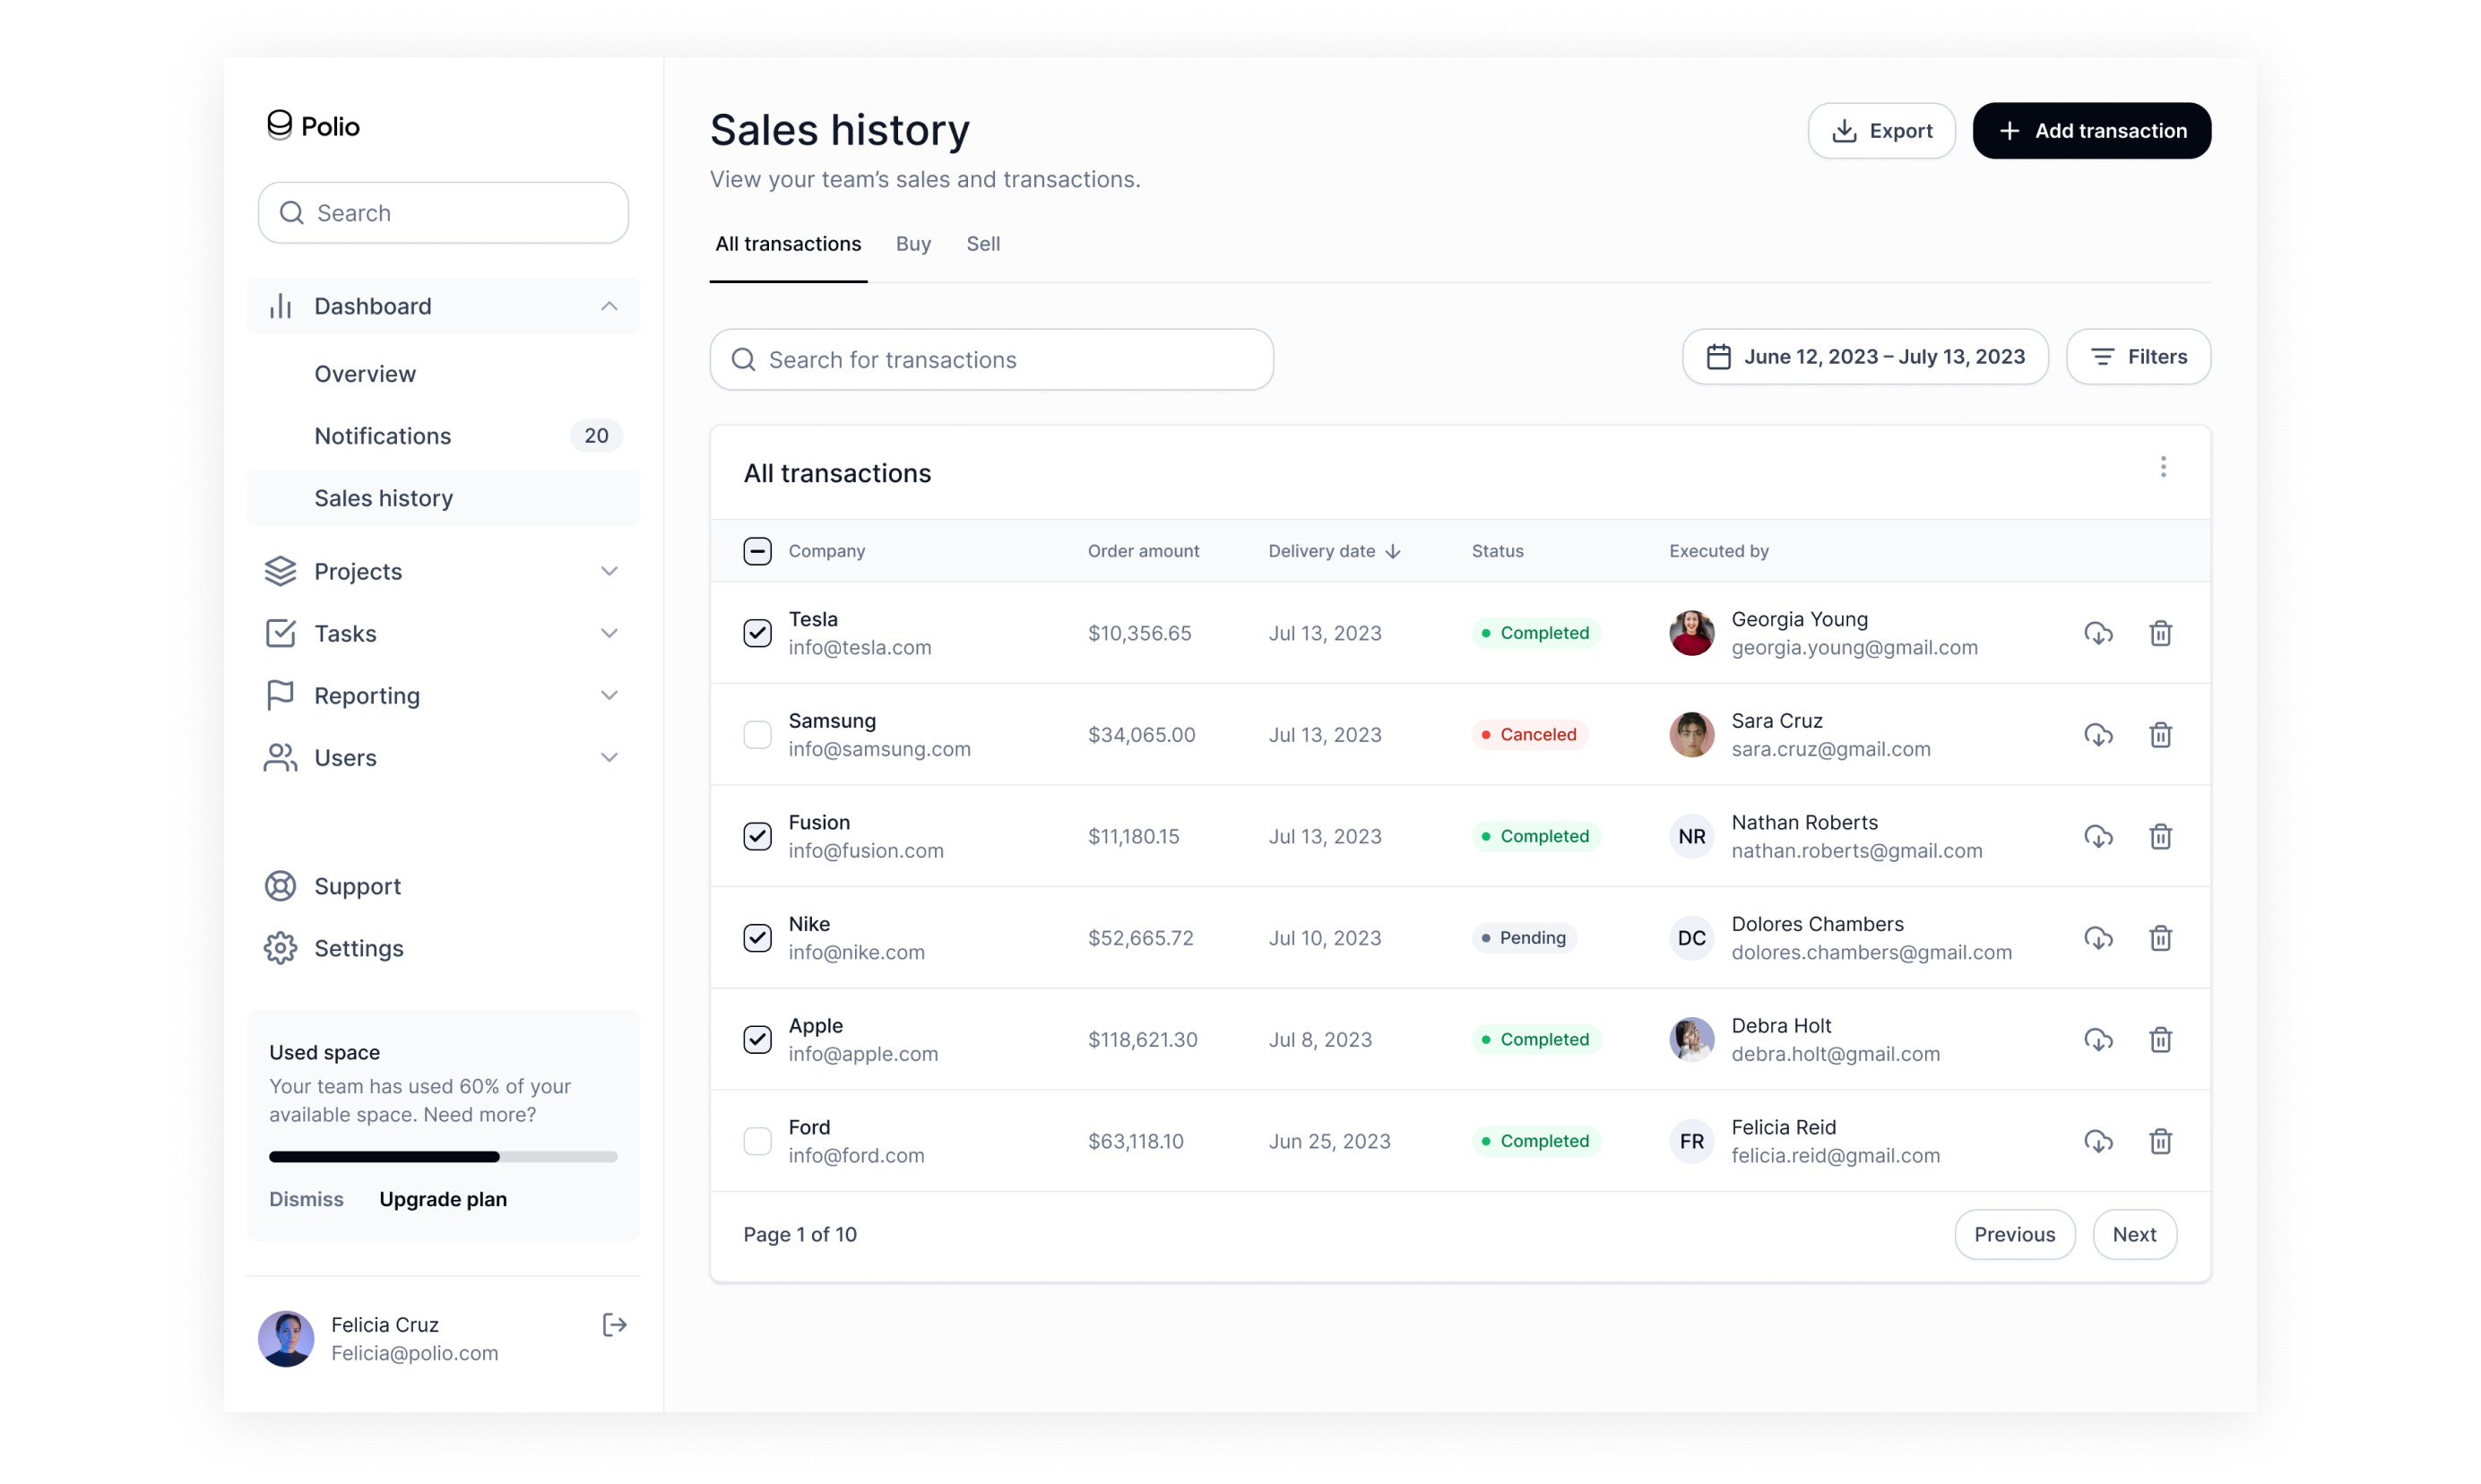 Polio
Search
Dashboard
Overview
Notifications 20
Sales history
Projects
Tasks
Reporting
Users
Support
Settings
Used space
Your team has used 60% of your
available space. Need more?
Dismiss Upgrade plan
Felicia Cruz
Felicia@polio.com
Sales history
View your team’s sales and transactions.
Export
Add transaction
All transactions Buy Sell
Search for transactions
June 12, 2023 – July 13, 2023
Filters
All transactions
Company Order amount Delivery date Status Executed by
Tesla
info@tesla.com
$10,356.65
Jul 13, 2023
Completed
Georgia Young
georgia.young@gmail.com
Samsung
info@samsung.com
$34,065.00
Jul 13, 2023
Canceled
Sara Cruz
sara.cruz@gmail.com
Fusion
info@fusion.com
$11,180.15
Jul 13, 2023
Completed
NR
Nathan Roberts
nathan.roberts@gmail.com
Nike
info@nike.com
$52,665.72
Jul 10, 2023
Pending
DC
Dolores Chambers
dolores.chambers@gmail.com
Apple
info@apple.com
$118,621.30
Jul 8, 2023
Completed
Debra Holt
debra.holt@gmail.com
Ford
info@ford.com
$63,118.10
Jun 25, 2023
Completed
FR
Felicia Reid
felicia.reid@gmail.com
Page 1 of 10
Previous
Next